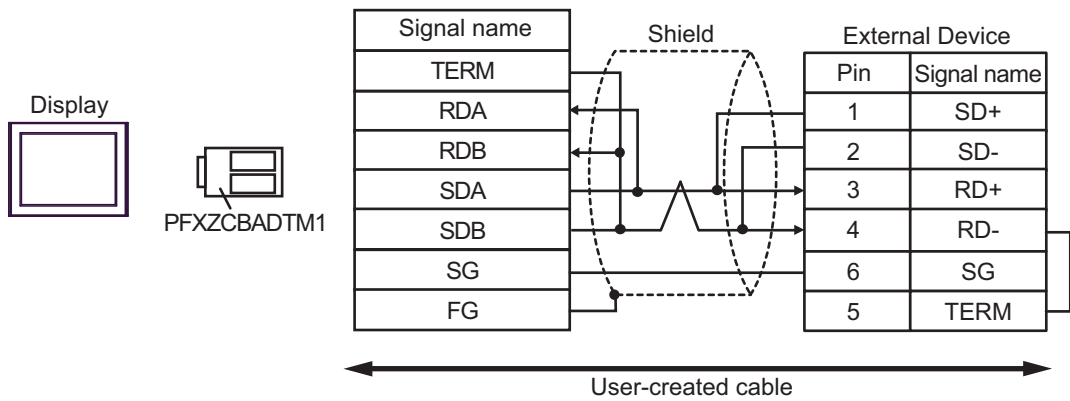 Display
PFXZCBADTM1
Signal name
TERM
RDA
RDB
SDA
SDB
SG
FG
Shield
External Device
Pin Signal name
1 SD+
2 SD-
3 RD+
4 RD-
6 SG
5 TERM
User-created cable